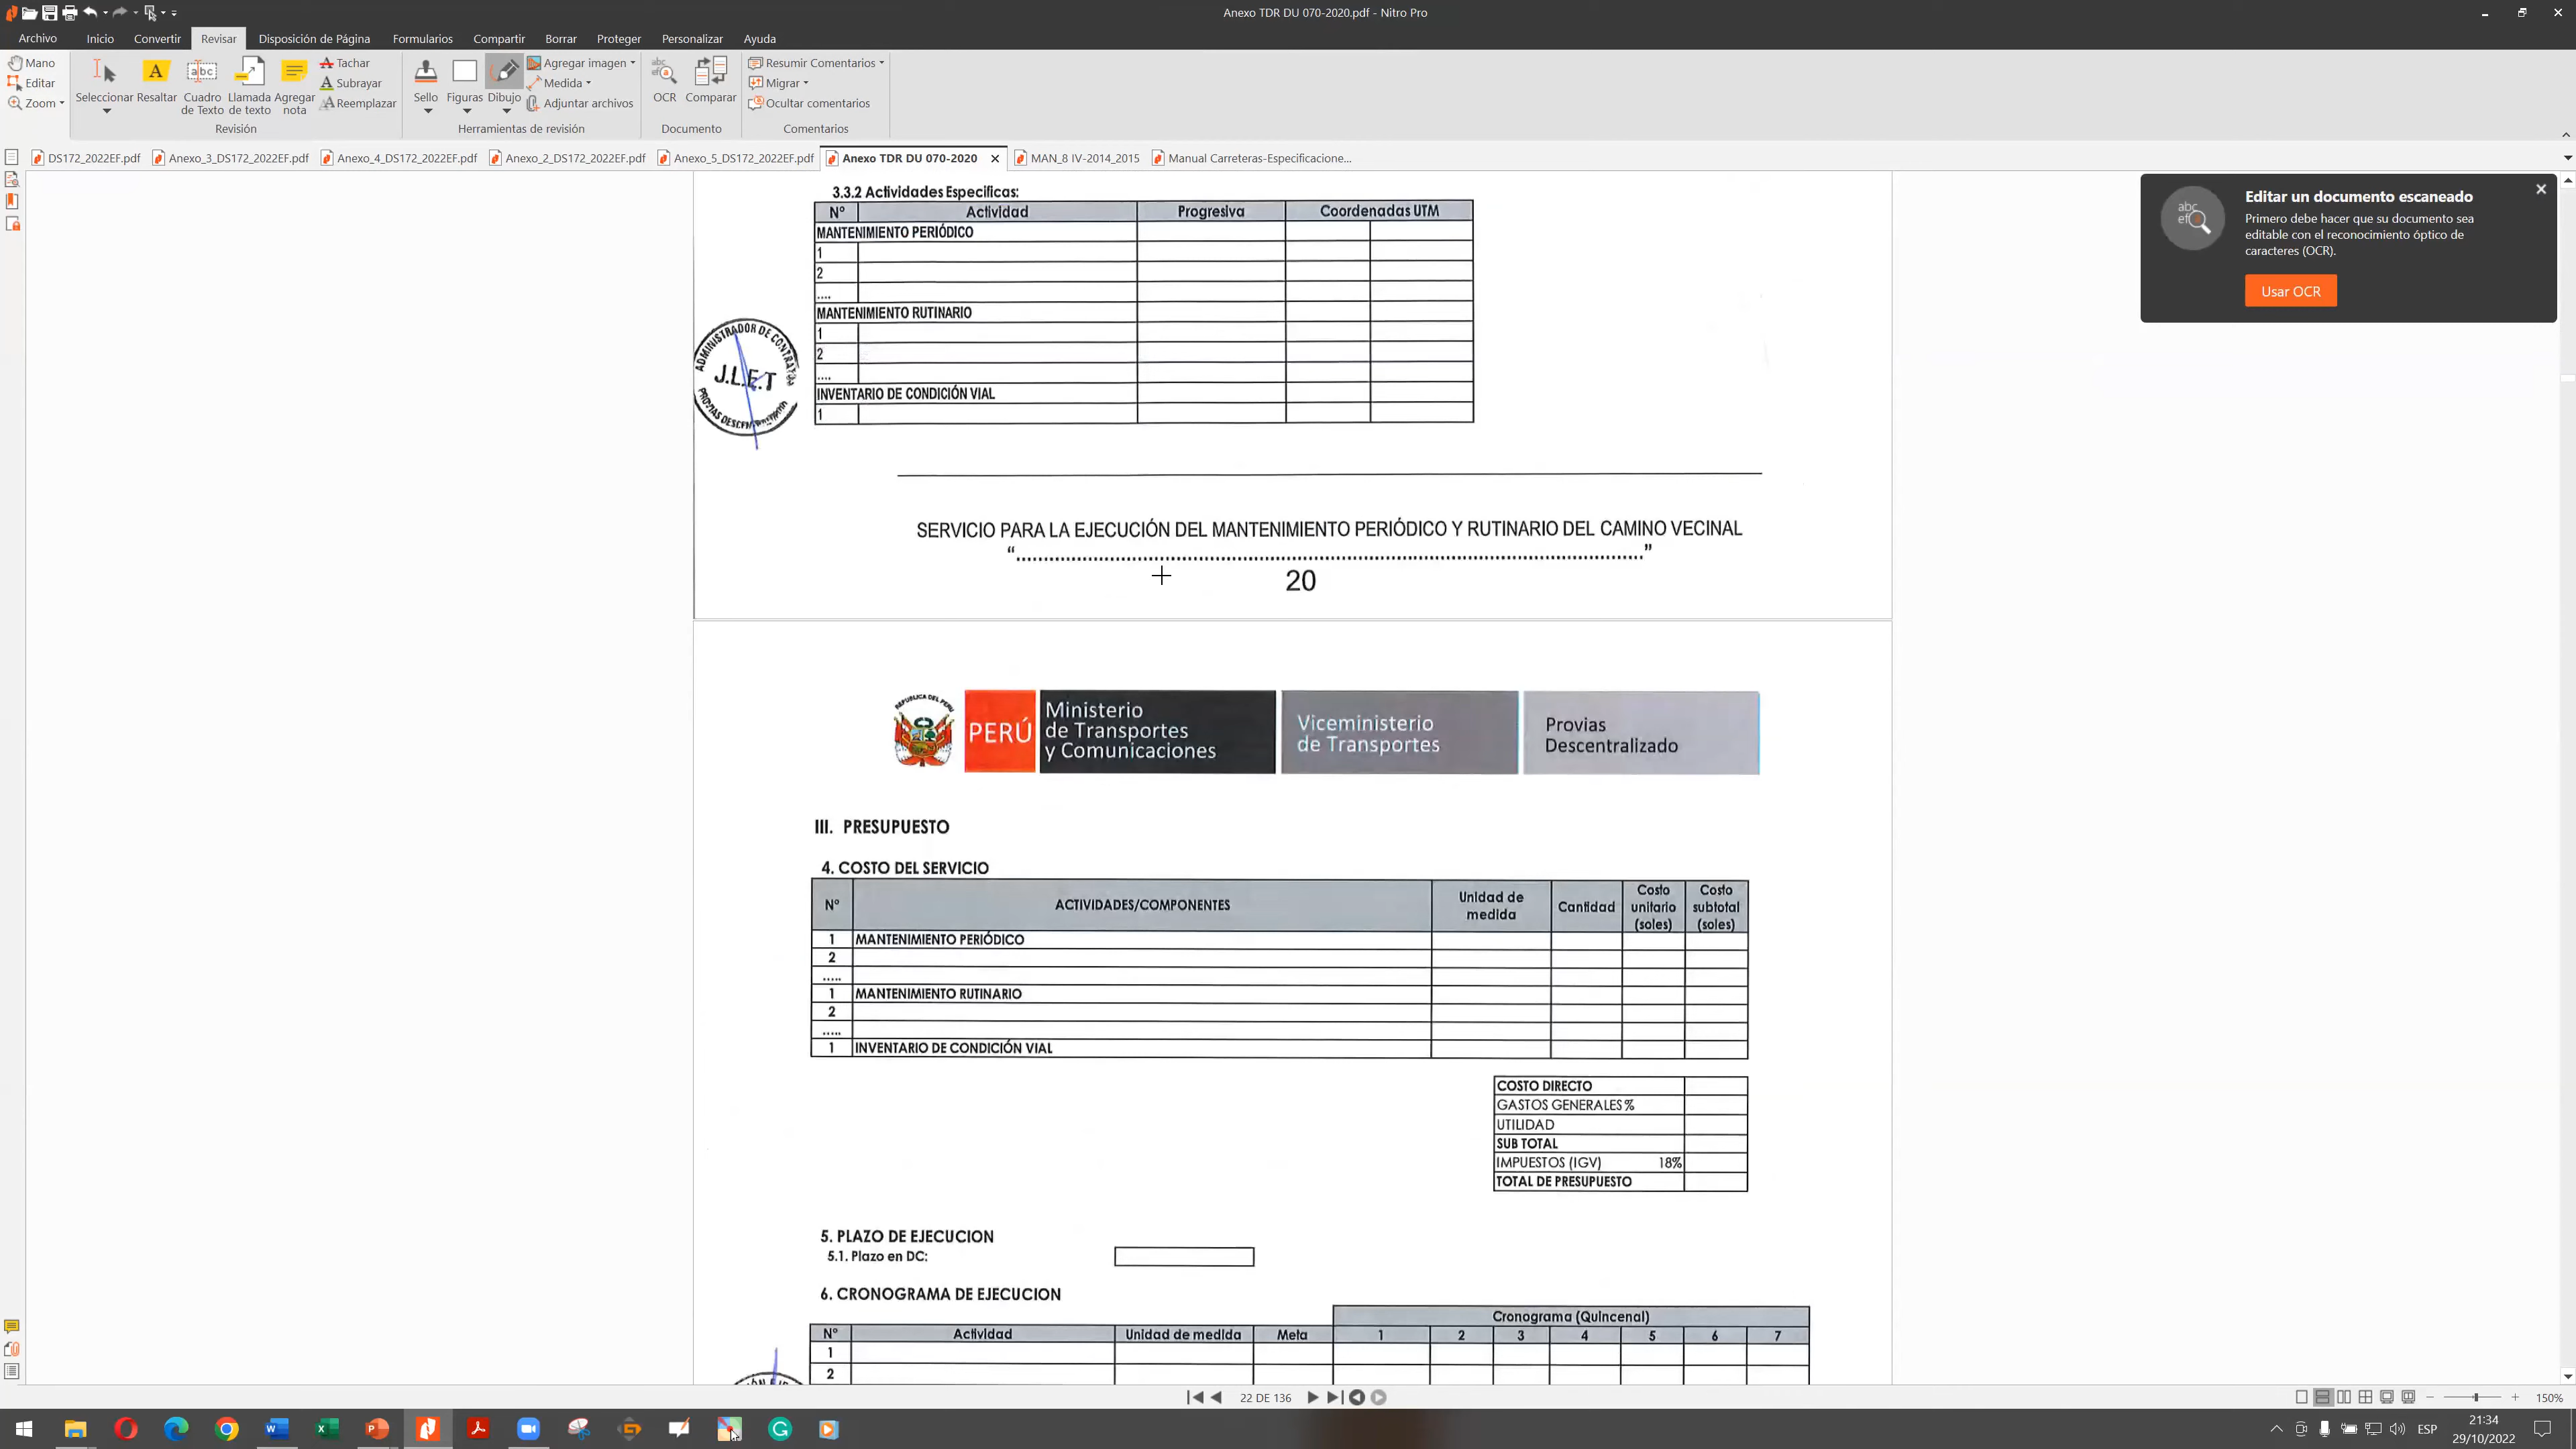 Anexo TDR DU 070-2020.pdf - Nitro Pro
Archivo Inicio Convertir Revisar Disposición de Página Formularios Compartir Borrar Proteger Personalizar Ayuda
Mano
Editar
Zoom
Seleccionar
Resaltar
Cuadro de Texto
Llamada de texto
Agregar nota
Tachar
Subrayar
Reemplazar
Revisión
Sello
Figuras
Dibujo
Agregar imagen
Medida
Adjuntar archivos
Herramientas de revisión
OCR
Comparar
Documento
Resumir Comentarios
Migrar
Ocultar comentarios
Comentarios
DS172_2022EF.pdf Anexo_3_DS172_2022EF.pdf Anexo_4_DS172_2022EF.pdf Anexo_2_DS172_2022EF.pdf Anexo_5_DS172_2022EF.pdf Anexo TDR DU 070-2020 MAN_8 IV-2014_2015 Manual Carreteras-Especificacione...
Editar un documento escaneado
Primero debe hacer que su documento sea
editable con el reconocimiento óptico de
caracteres (OCR).
Usar OCR
3.3.2 Actividades Especificas:
Nº Actividad Progresiva Coordenadas UTM
MANTENIMIENTO PERIÓDICO
1
2
....
MANTENIMIENTO RUTINARIO
1
2
....
INVENTARIO DE CONDICIÓN VIAL
1
ADMINISTRADOR DE
J.L.E.T
SERVICIO PARA LA EJECUCIÓN DEL MANTENIMIENTO PERIÓDICO Y RUTINARIO DEL CAMINO VECINAL
“..........................................................................................................”
20
REPUBLICA DEL PERU
PERÚ
Ministerio
de Transportes
y Comunicaciones
Viceministerio
de Transportes
Provias
Descentralizado
III. PRESUPUESTO
4. COSTO DEL SERVICIO
Nº ACTIVIDADES/COMPONENTES Unidad de medida Cantidad Costo unitario (soles) Costo subtotal (soles)
1 MANTENIMIENTO PERIÓDICO
2
.....
1 MANTENIMIENTO RUTINARIO
2
.....
1 INVENTARIO DE CONDICIÓN VIAL
COSTO DIRECTO
GASTOS GENERALES %
UTILIDAD
SUB TOTAL
IMPUESTOS (IGV) 18%
TOTAL DE PRESUPUESTO
5. PLAZO DE EJECUCION
5.1. Plazo en DC:
6. CRONOGRAMA DE EJECUCION
Cronograma (Quincenal)
Nº Actividad Unidad de medida Meta 1 2 3 4 5 6 7
1
2
22 DE 136
150%
ESP
21:34
29/10/2022